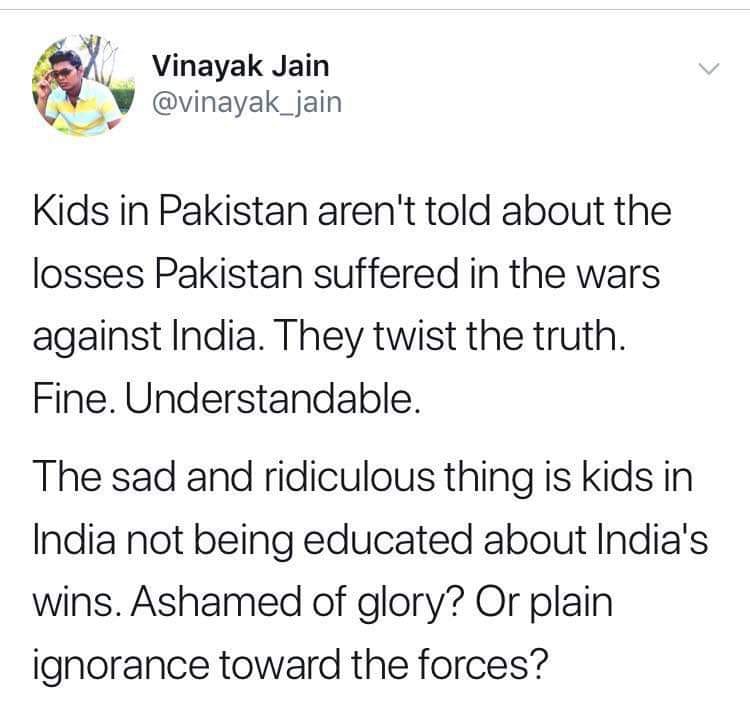 Vinayak Jain
@vinayak_jain
Kids in Pakistan aren't told about the
losses Pakistan suffered in the wars
against India. They twist the truth.
Fine. Understandable.
The sad and ridiculous thing is kids in
India not being educated about India's
wins. Ashamed of glory? Or plain
ignorance toward the forces?